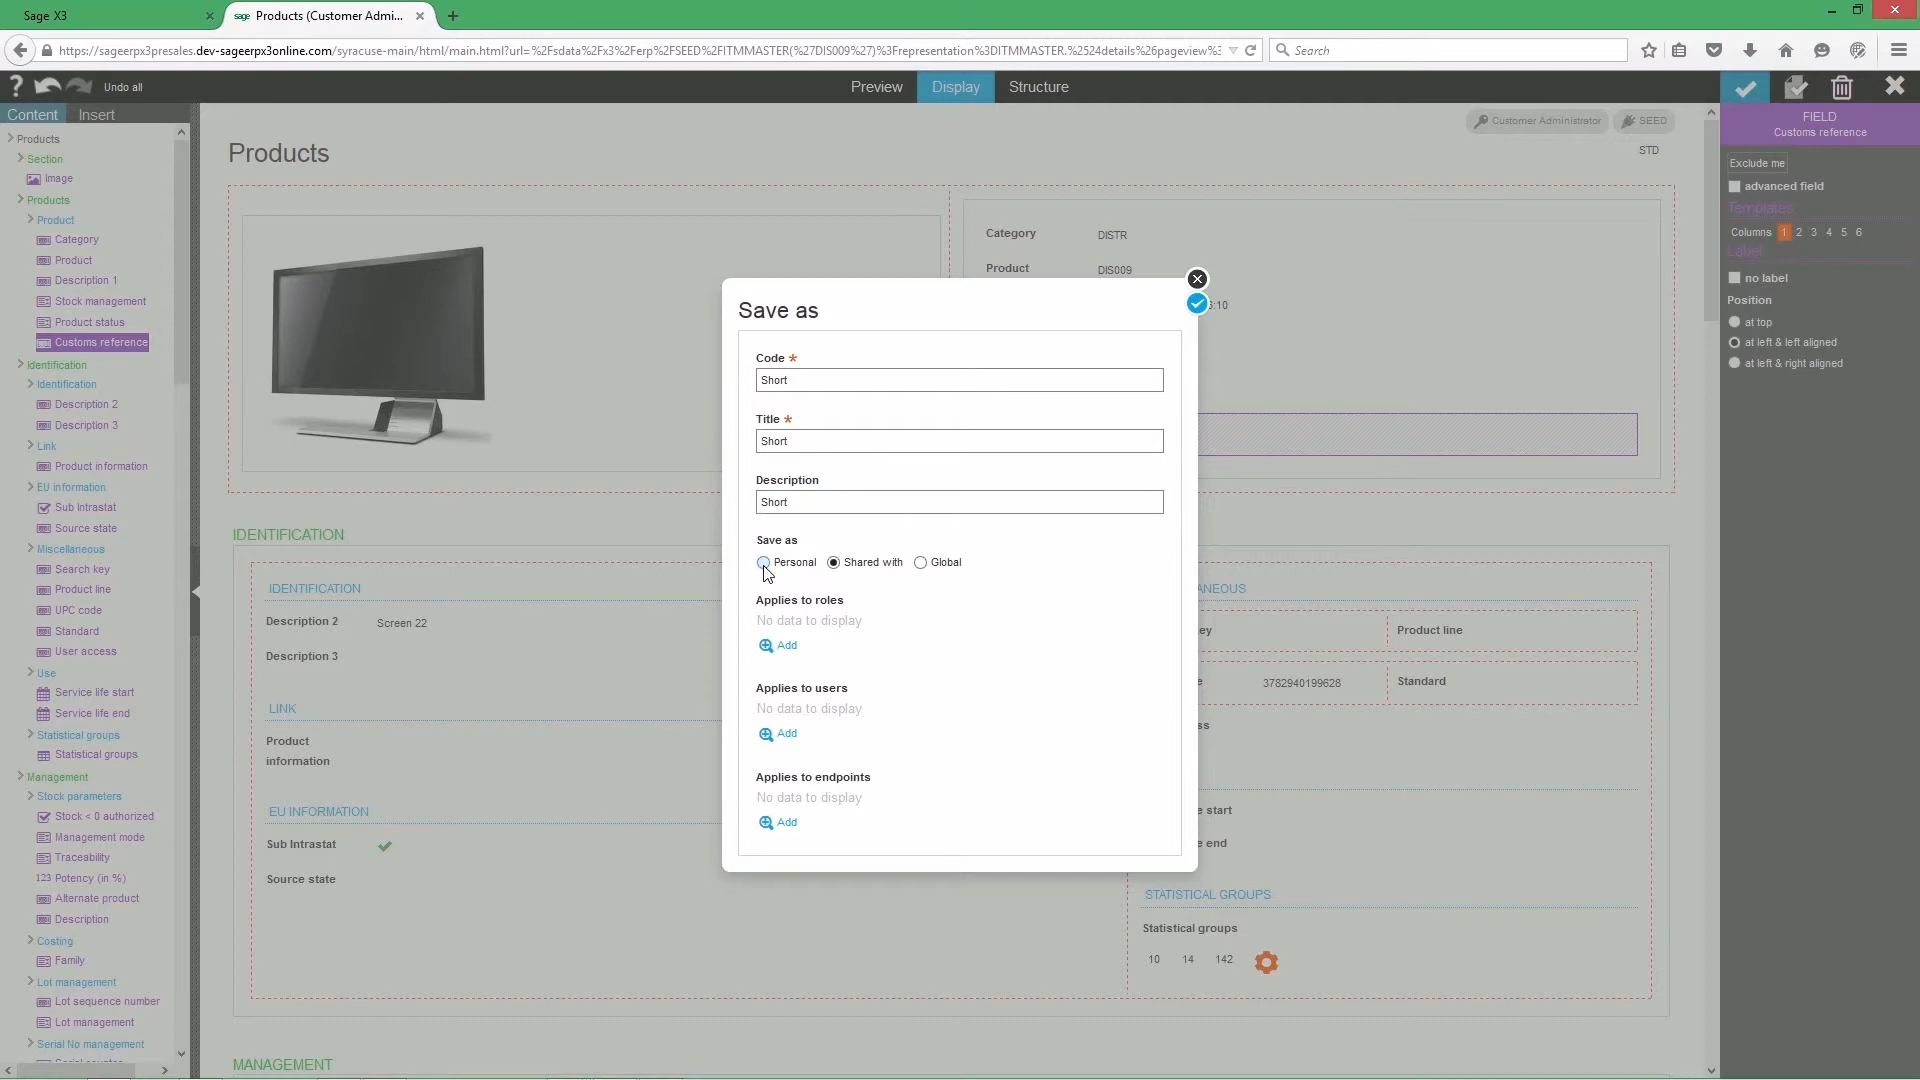 Sage X3
sage Products (Customer Admi...
https://sageerpx3presales.dev-sageerpx3online.com/syracuse-main/html/main.html?url=%2Fsdata%2Fx3%2Ferp%2FSEED%2FITMMASTER(%27DIS009%27)%3Frepresentation%3DITMMASTER.%2524details%26pageview%3
Search
? Undo all
Preview
Display
Structure
Content
Insert
Products
Section
Image
Products
Product
Category
Product
Description 1
Stock management
Product status
Customs reference
Identification
Identification
Description 2
Description 3
Link
Product information
EU information
Sub Intrastat
Source state
Miscellaneous
Search key
Product line
UPC code
Standard
User access
Use
Service life start
Service life end
Statistical groups
Statistical groups
Management
Stock parameters
Stock < 0 authorized
Management mode
Traceability
123 Potency (in %)
Alternate product
Description
Costing
Family
Lot management
Lot sequence number
Lot management
Serial No management
Customer Administrator
SEED
Products
STD
Category
DISTR
Product
DIS009
:10
IDENTIFICATION
IDENTIFICATION
Description 2
Screen 22
Description 3
LINK
Product
information
EU INFORMATION
Sub Intrastat
Source state
ANEOUS
ey
Product line
e
3782940199628
Standard
ss
e start
e end
STATISTICAL GROUPS
Statistical groups
10 14 142
MANAGEMENT
Save as
Code *
Short
Title *
Short
Description
Short
Save as
Personal
Shared with
Global
Applies to roles
No data to display
Add
Applies to users
No data to display
Add
Applies to endpoints
No data to display
Add
FIELD
Customs reference
Exclude me
advanced field
Templates
Columns 1 2 3 4 5 6
Label
no label
Position
at top
at left & left aligned
at left & right aligned